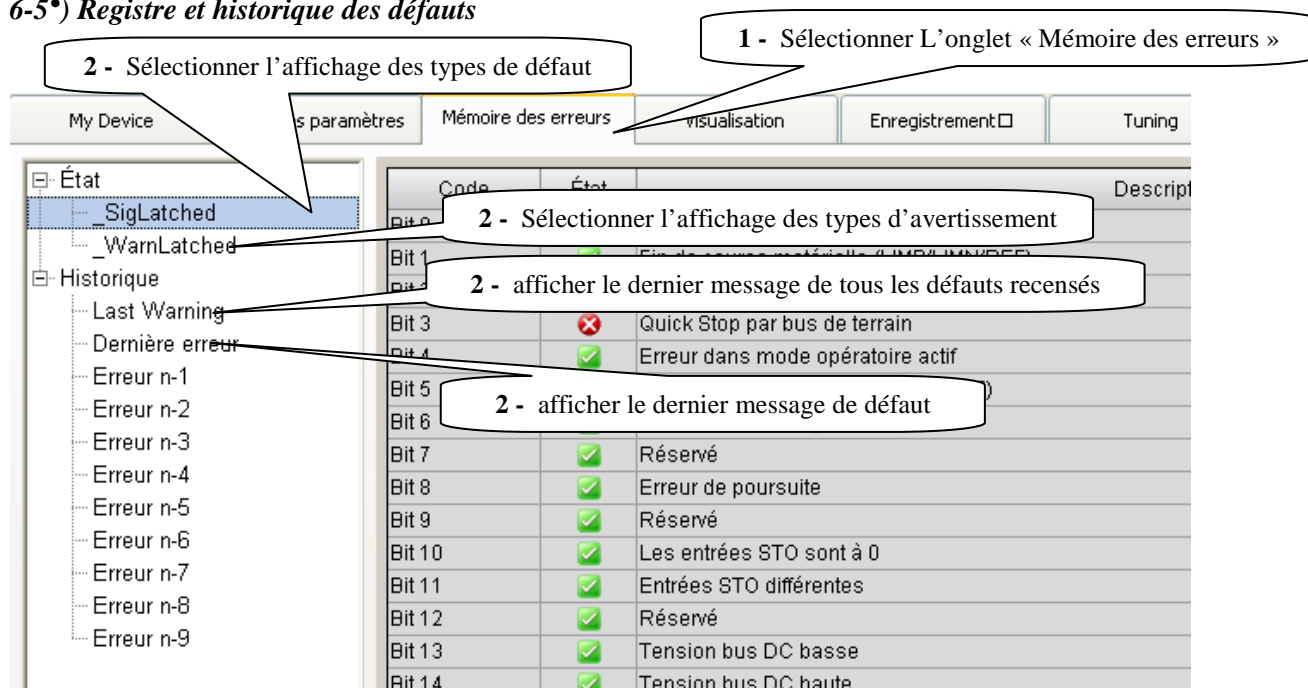 6-5•) Registre et historique des défauts
1 - Sélectionner L'onglet « Mémoire des erreurs »
2 - Sélectionner l'affichage des types de défaut
My Device
s paramètres
Mémoire des erreurs
Visualisation
Enregistrement□
Tuning
État
_SigLatched
_WarnLatched
Historique
Last Warning
Dernière erreur
Erreur n-1
Erreur n-2
Erreur n-3
Erreur n-4
Erreur n-5
Erreur n-6
Erreur n-7
Erreur n-8
Erreur n-9
Code État Descript
2 - Sélectionner l'affichage des types d'avertissement
Bit 1 Fin de course matérielle (LIMP/LIMN/REF)
2 - afficher le dernier message de tous les défauts recensés
Bit 3 Quick Stop par bus de terrain
Bit 4 Erreur dans mode opératoire actif
Bit 5
2 - afficher le dernier message de défaut
Bit 6
Bit 7 Réservé
Bit 8 Erreur de poursuite
Bit 9 Réservé
Bit 10 Les entrées STO sont à 0
Bit 11 Entrées STO différentes
Bit 12 Réservé
Bit 13 Tension bus DC basse
Bit 14 Tension bus DC haute